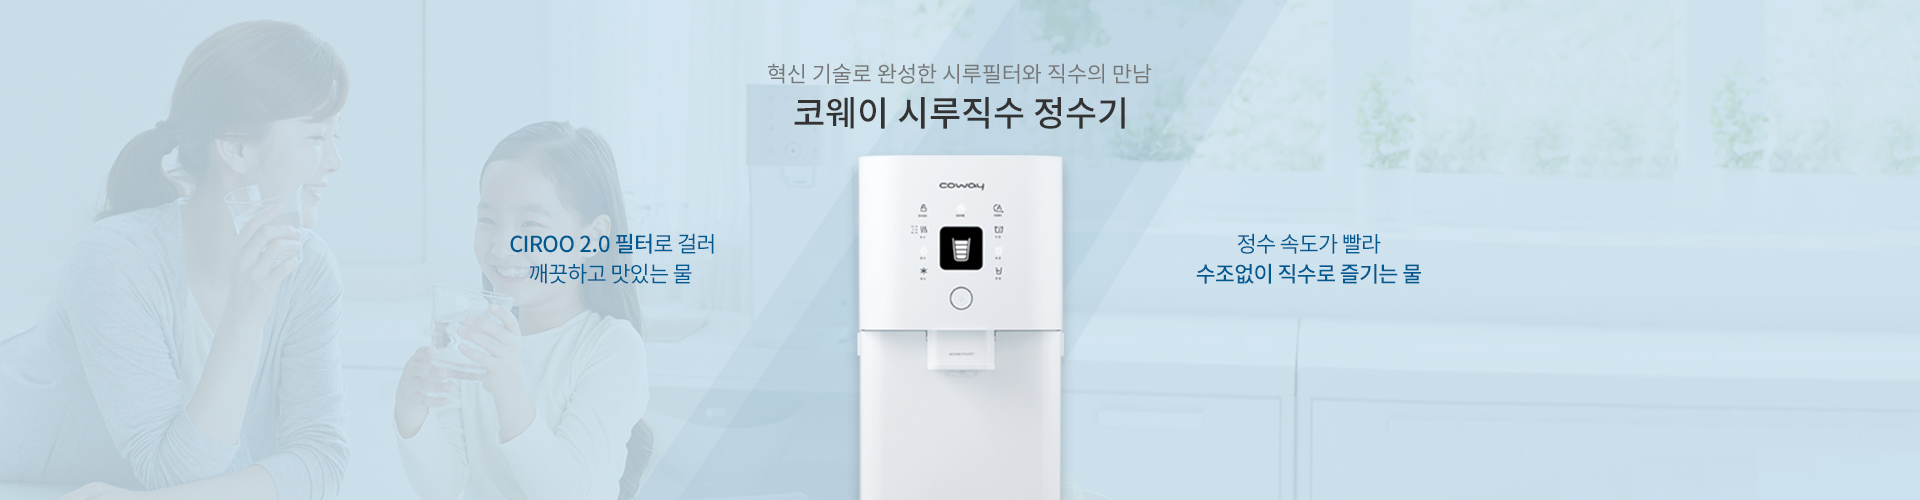 혁신 기술로 완성한 시루필터와 직수의 만남
코웨이 시루직수 정수기
coway
CIROO 2.0 필터로 걸러
깨끗하고 맛있는 물
정수 속도가 빨라
수조없이 직수로 즐기는 물